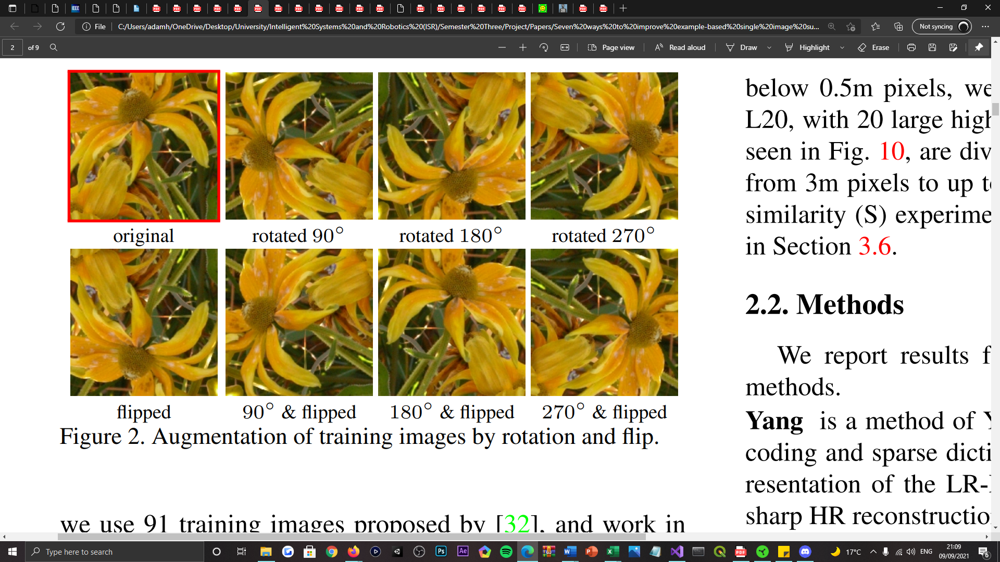 File
C:/Users/adamh/OneDrive/Desktop/University/Intelligent%20Systems%20and%20Robotics%20(ISR)/Semester%20Three/Project/Papers/Seven%20ways%20to%20improve%20example-based%20single%20image%20su...
Not syncing
2 of 9
Page view
Read aloud
Draw
Highlight
Erase
original rotated 90° rotated 180° rotated 270°
flipped 90° & flipped 180° & flipped 270° & flipped
Figure 2. Augmentation of training images by rotation and flip.
we use 91 training images proposed by [32], and work in
below 0.5m pixels, we
L20, with 20 large high
seen in Fig. 10, are div
from 3m pixels to up t
similarity (S) experime
in Section 3.6.
2.2. Methods
We report results f
methods.
Yang is a method of Y
coding and sparse dicti
resentation of the LR-
sharp HR reconstructio
Type here to search
17°C
ENG
21:09
09/09/2021
6